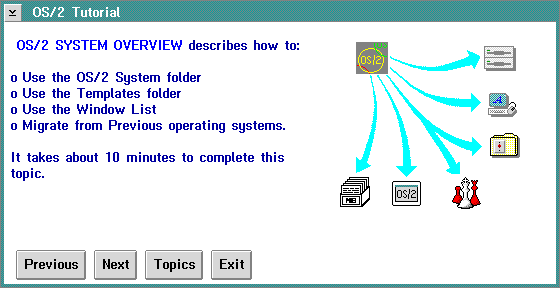 OS/2 Tutorial
OS/2 SYSTEM OVERVIEW describes how to:
o Use the OS/2 System folder
o Use the Templates folder
o Use the Window List
o Migrate from Previous operating systems.
It takes about 10 minutes to complete this
topic.
OS/2
OS/2
Previous Next Topics Exit